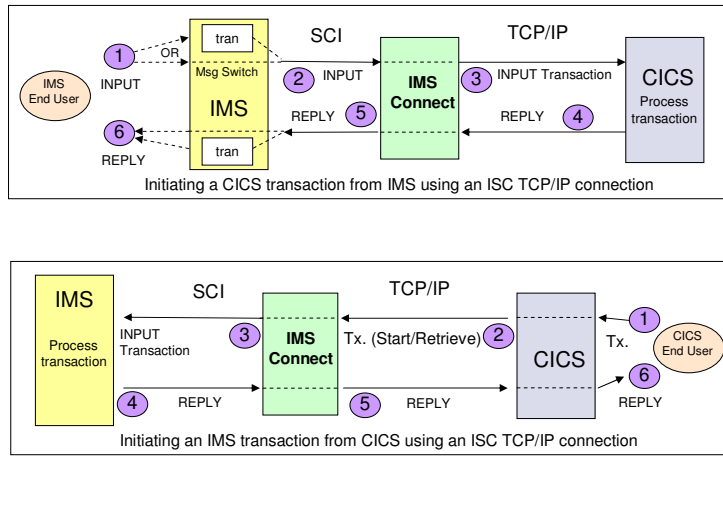 SCI
TCP/IP
1
OR
tran
Msg Switch
INPUT
IMS
End User
IMS
2
INPUT
IMS
Connect
3
INPUT Transaction
CICS
Process
transaction
6
REPLY
tran
REPLY
5
REPLY
4
Initiating a CICS transaction from IMS using an ISC TCP/IP connection
IMS
Process
transaction
SCI
TCP/IP
INPUT
Transaction
3
IMS
Connect
Tx. (Start/Retrieve)
2
CICS
1
Tx.
CICS
End User
4
REPLY
5
REPLY
6
REPLY
Initiating an IMS transaction from CICS using an ISC TCP/IP connection